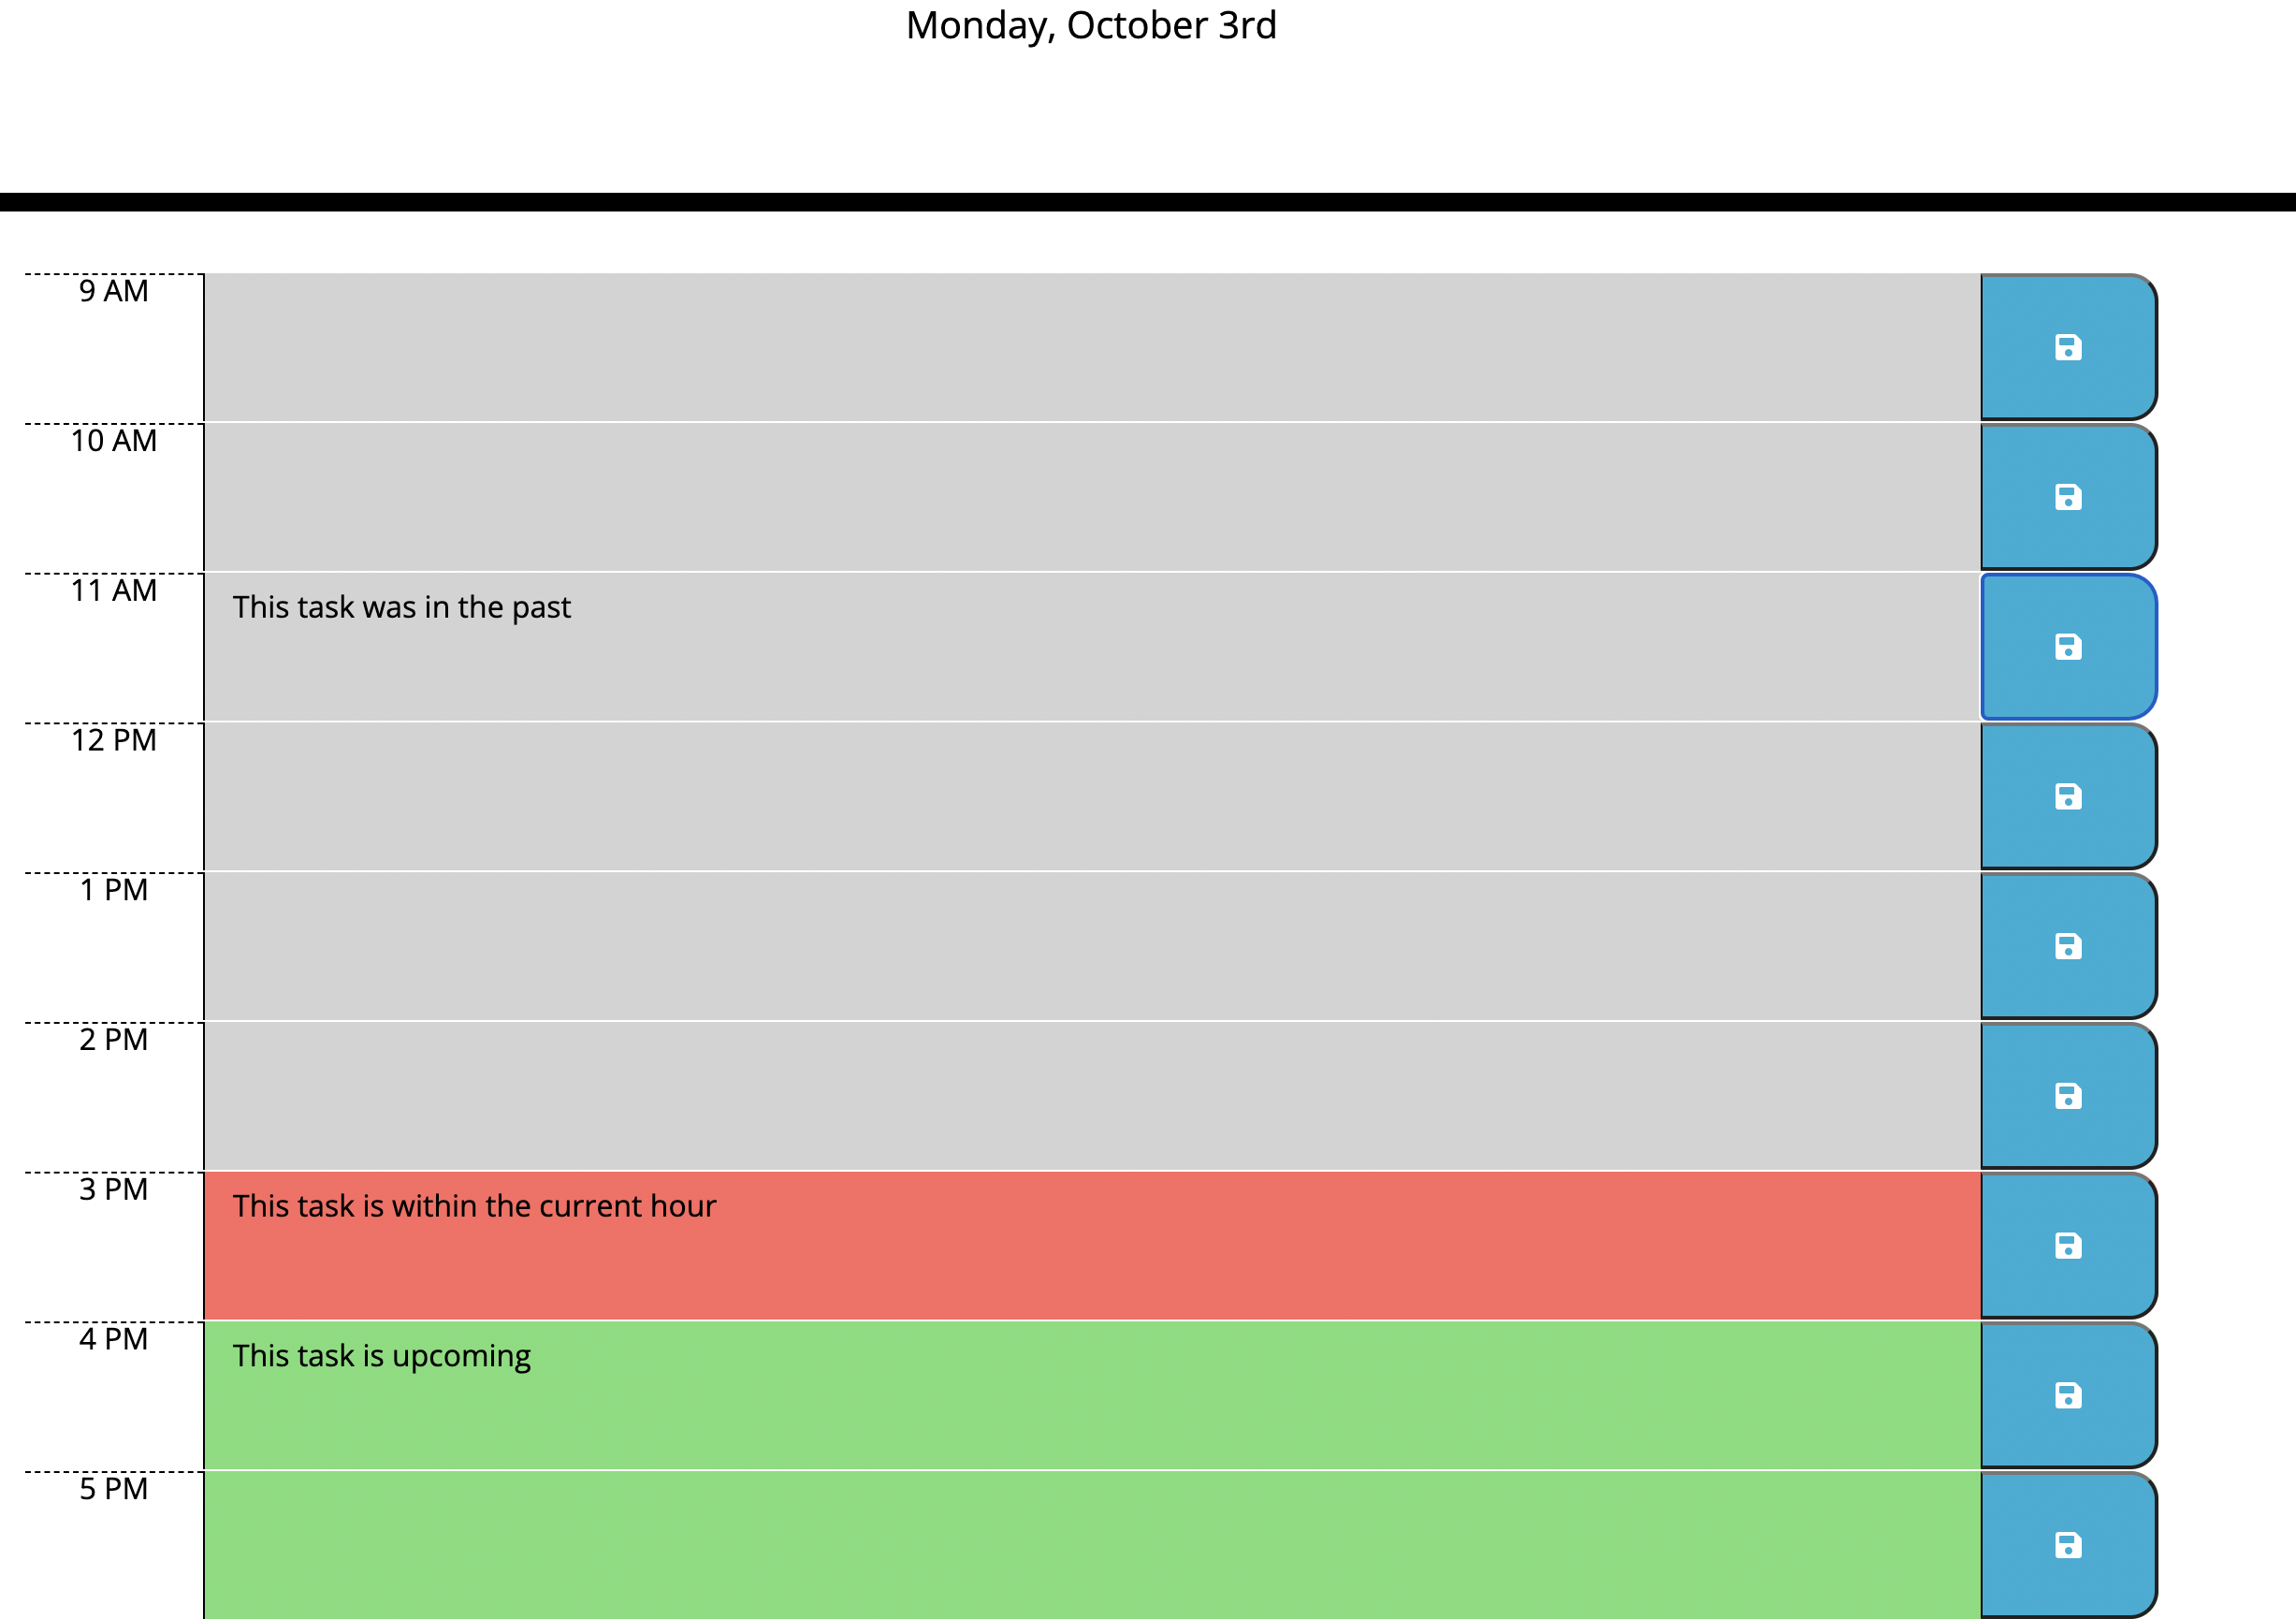 Monday, October 3rd
9 AM
10 AM
11 AM
This task was in the past
12 PM
1 PM
2 PM
3 PM
This task is within the current hour
4 PM
This task is upcoming
5 PM